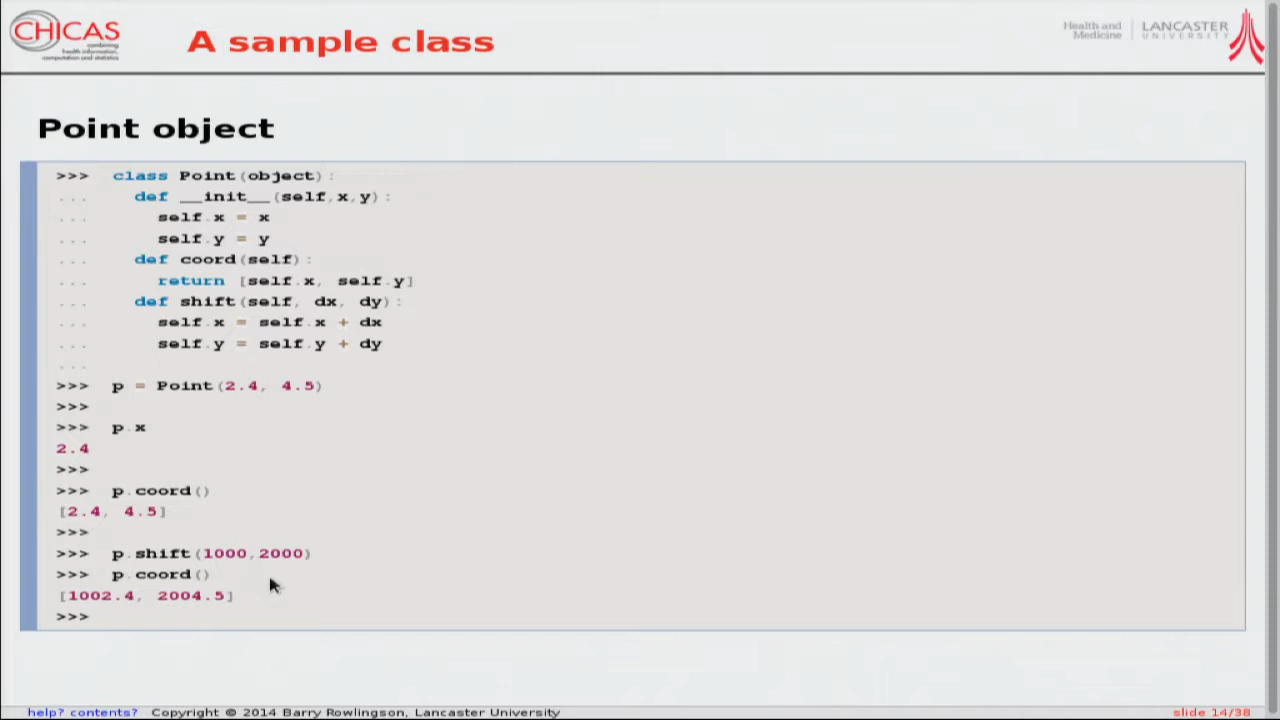 CHICAS
combining
health information,
computation and statistics
A sample class
Health and
Medicine
LANCASTER
UNIVERSITY
Point object
>>> class Point(object):
... def __init__(self,x,y):
... self.x = x
... self.y = y
... def coord(self):
... return [self.x, self.y]
... def shift(self, dx, dy):
... self.x = self.x + dx
... self.y = self.y + dy
...
>>> p = Point(2.4, 4.5)
>>>
>>> p.x
2.4
>>>
>>> p.coord()
[2.4, 4.5]
>>>
>>> p.shift(1000,2000)
>>> p.coord()
[1002.4, 2004.5]
>>>
help? contents? Copyright © 2014 Barry Rowlingson, Lancaster University
slide 14/38